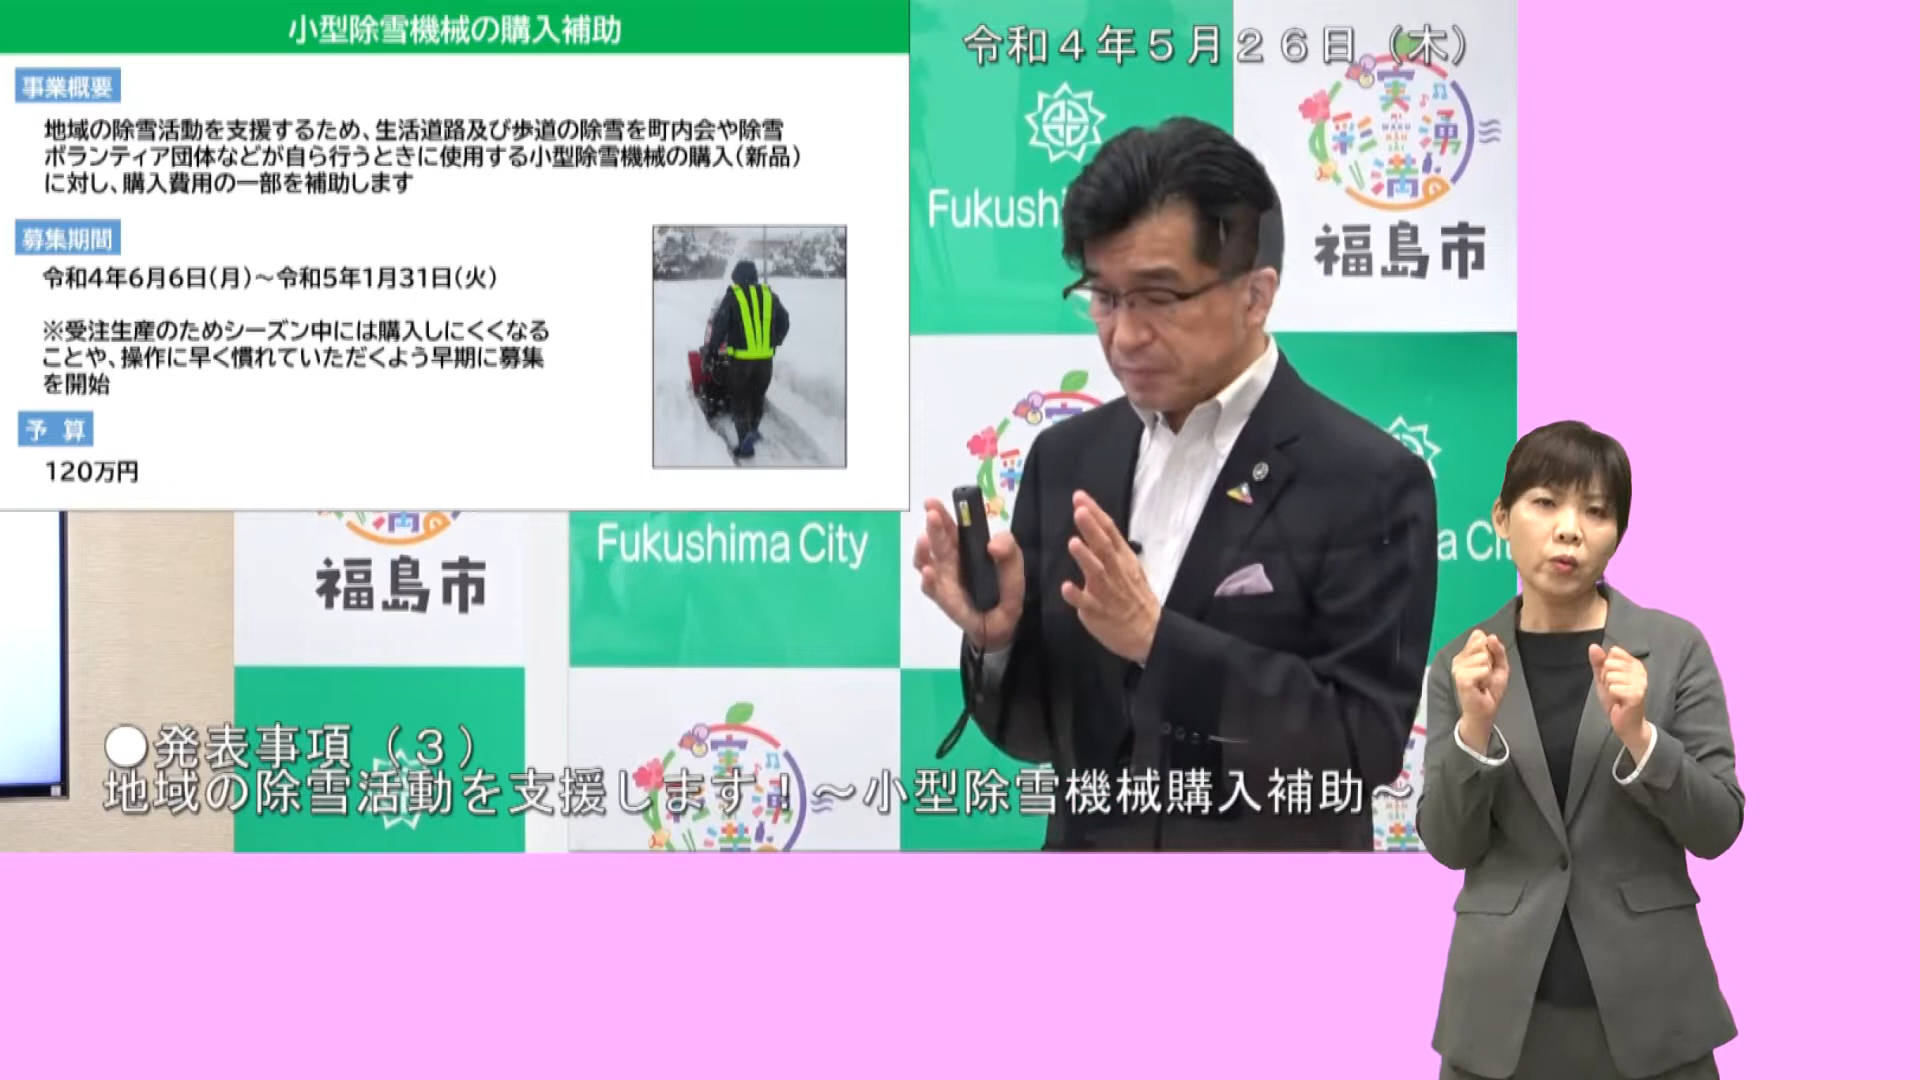 小型除雪機械の購入補助
事業概要
地域の除雪活動を支援するため、生活道路及び歩道の除雪を町内会や除雪
ボランティア団体などが自ら行うときに使用する小型除雪機械の購入（新品）
に対し、購入費用の一部を補助します
募集期間
令和4年6月6日（月）～令和5年1月31日（火）
※受注生産のためシーズン中には購入しにくくなる
ことや、操作に早く慣れていただくよう早期に募集
を開始
予 算
120万円
令和４年５月２６日（木）
Fukush
実
湧
彩
満
福島市
福島市
Fukushima City
a Cit
●発表事項（３）
地域の除雪活動を支援します！～小型除雪機械購入補助～